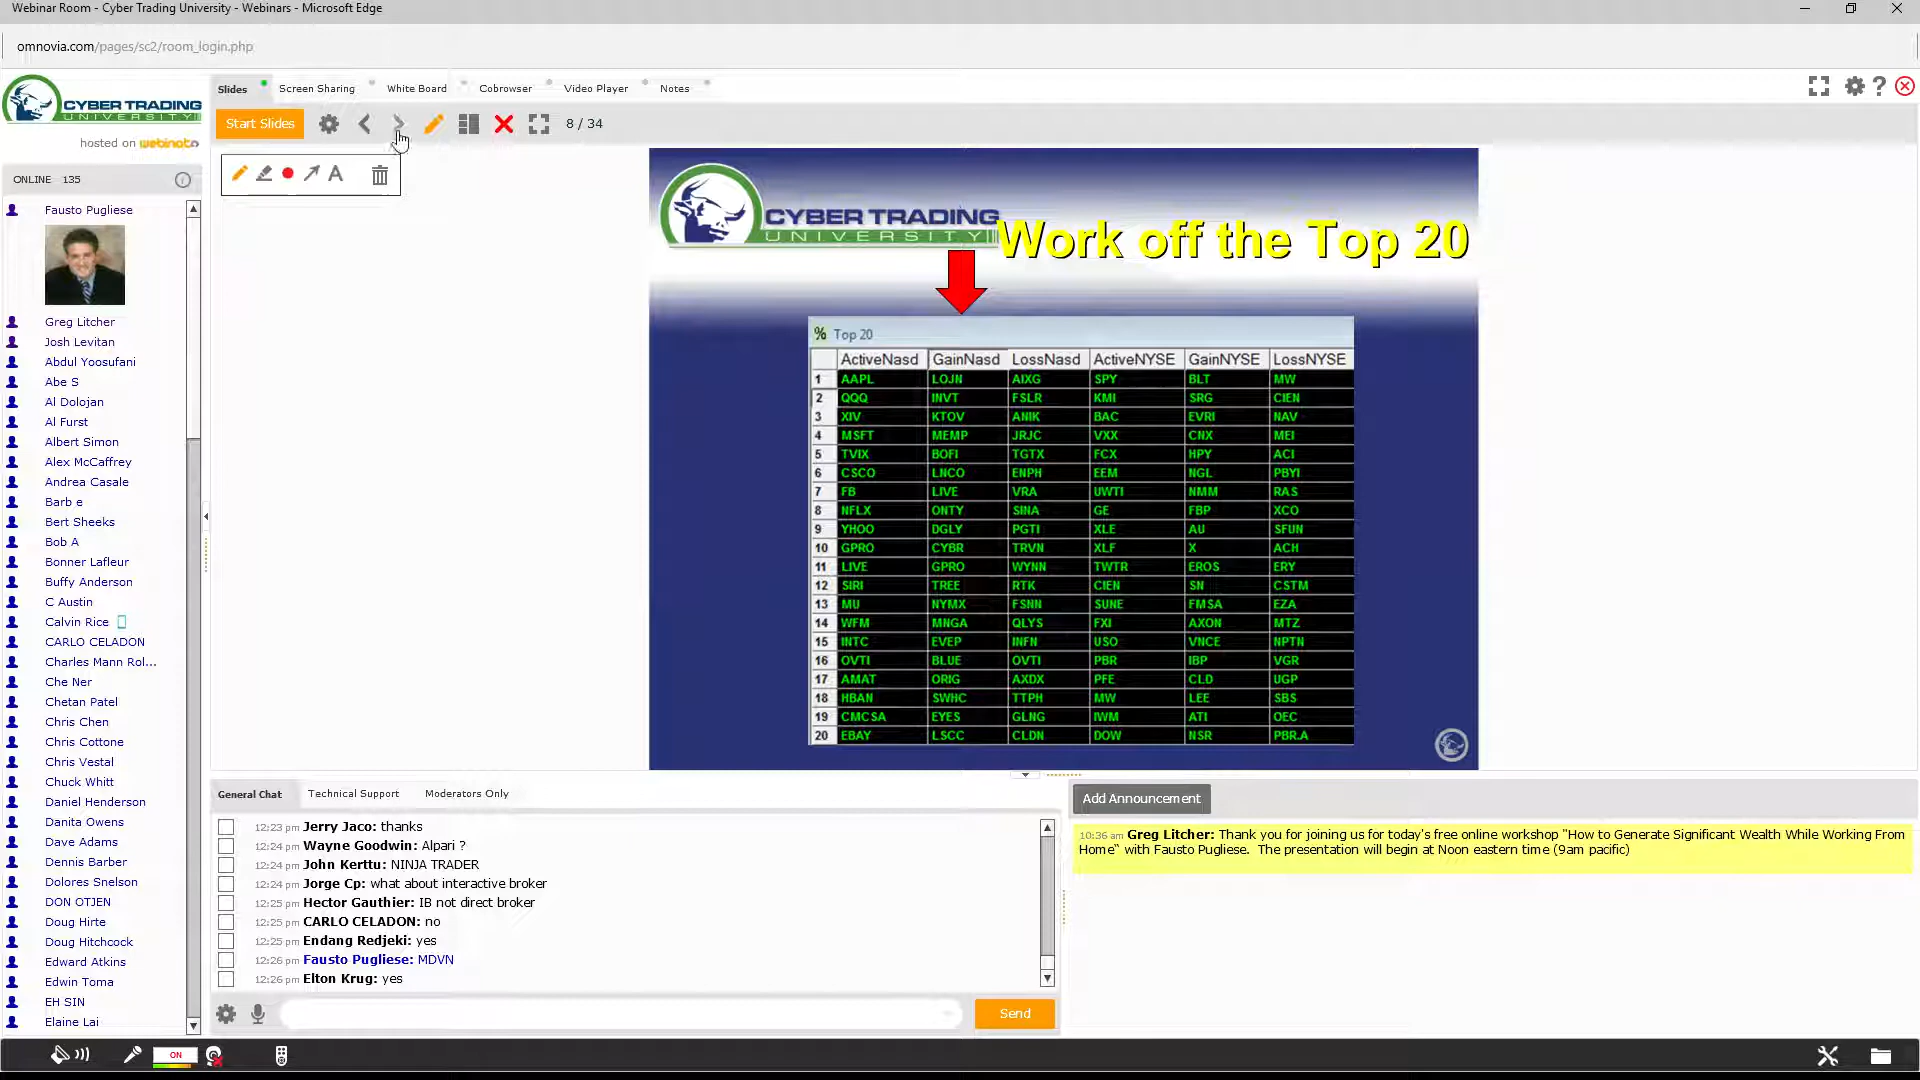 Webinar Room - Cyber Trading University - Webinars - Microsoft Edge
omnovia.com/pages/sc2/room_login.php
CYBER TRADING
UNIVERSITY
hosted on webinato
Slides Screen Sharing White Board Cobrowser Video Player Notes
Start Slides 8 / 34
A
ONLINE 135
Fausto Pugliese
Greg Litcher
Josh Levitan
Abdul Yoosufani
Abe S
Al Dolojan
Al Furst
Albert Simon
Alex McCaffrey
Andrea Casale
Barb e
Bert Sheeks
Bob A
Bonner Lafleur
Buffy Anderson
C Austin
Calvin Rice
CARLO CELADON
Charles Mann Rol...
Che Ner
Chetan Patel
Chris Chen
Chris Cottone
Chris Vestal
Chuck Whitt
Daniel Henderson
Danita Owens
Dave Adams
Dennis Barber
Dolores Snelson
DON OTJEN
Doug Hirte
Doug Hitchcock
Edward Atkins
Edwin Toma
EH SIN
Elaine Lai
CYBER TRADING
UNIVERSITY
Work off the Top 20
% Top 20
ActiveNasd GainNasd LossNasd ActiveNYSE GainNYSE LossNYSE
1 AAPL LOJN AIXG SPY BLT MW
2 QQQ INVT FSLR KMI SRG CIEN
3 XIV KTOV ANIK BAC EVRI NAV
4 MSFT MEMP JRJC VXX CNX MEI
5 TVIX BOFI TGTX FCX HPY ACI
6 CSCO LNCO ENPH EEM NGL PBYI
7 FB LIVE VRA UWTI NMM RAS
8 NFLX ONTY SINA GE FBP XCO
9 YHOO DGLY PGTI XLE AU SFUN
10 GPRO CYBR TRVN XLF X ACH
11 LIVE GPRO WYNN TWTR EROS ERY
12 SIRI TREE RTK CIEN SN CSTM
13 MU NYMX FSNN SUNE FMSA EZA
14 WFM MNGA QLYS FXI AXON MTZ
15 INTC EVEP INFN USO VNCE NPTN
16 OVTI BLUE OVTI PBR IBP VGR
17 AMAT ORIG AXDX PFE CLD UGP
18 HBAN SWHC TTPH MW LEE SBS
19 CMCSA EYES GLNG IWM ATI OEC
20 EBAY LSCC CLDN DOW NSR PBR.A
General Chat Technical Support Moderators Only
12:23 pm Jerry Jaco: thanks
12:24 pm Wayne Goodwin: Alpari ?
12:24 pm John Kerttu: NINJA TRADER
12:24 pm Jorge Cp: what about interactive broker
12:25 pm Hector Gauthier: IB not direct broker
12:25 pm CARLO CELADON: no
12:25 pm Endang Redjeki: yes
12:26 pm Fausto Pugliese: MDVN
12:26 pm Elton Krug: yes
Send
Add Announcement
10:36 am Greg Litcher: Thank you for joining us for today's free online workshop "How to Generate Significant Wealth While Working From
Home" with Fausto Pugliese. The presentation will begin at Noon eastern time (9am pacific)
ON